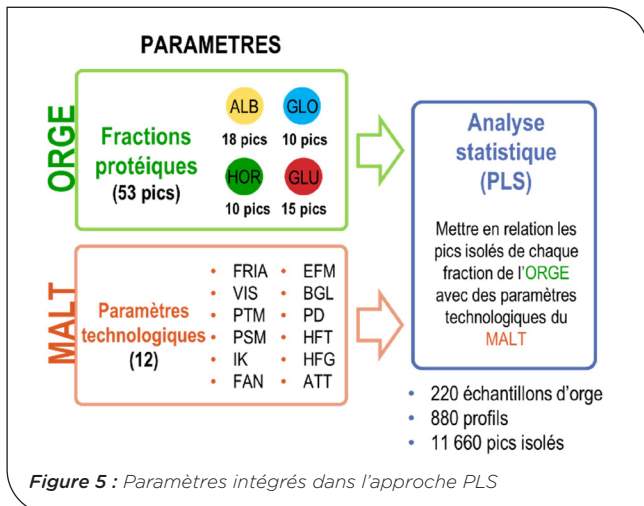 PARAMETRES
ORGE
Fractions
protéiques
(53 pics)
ALB
GLO
18 pics
10 pics
HOR
GLU
10 pics
15 pics
MALT
Paramètres
technologiques
(12)
• FRIA • EFM
• VIS • BGL
• PTM • PD
• PSM • HFT
• IK • HFG
• FAN • ATT
Analyse
statistique
(PLS)
Mettre en relation les
pics isolés de chaque
fraction de l'ORGE
avec des paramètres
technologiques du
MALT
• 220 échantillons d'orge
• 880 profils
• 11 660 pics isolés
Figure 5 : Paramètres intégrés dans l'approche PLS